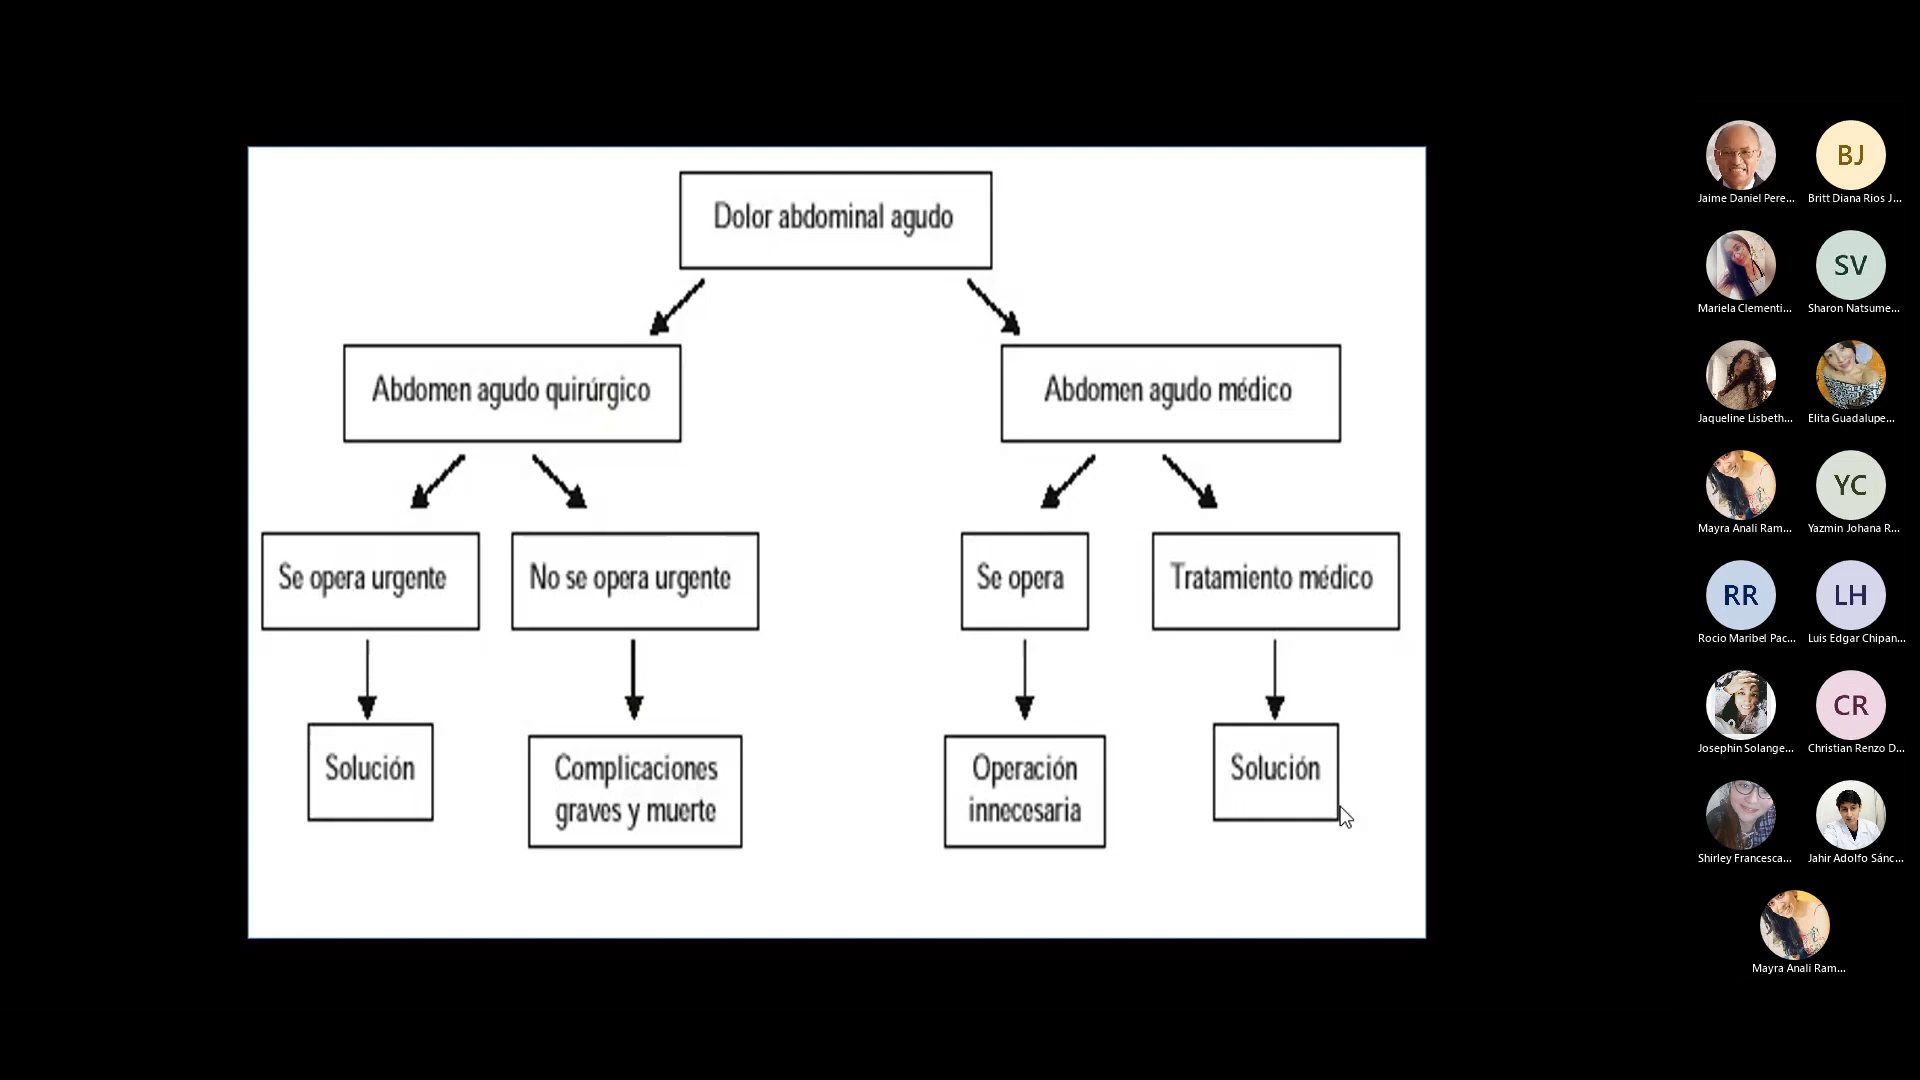 Dolor abdominal agudo
Abdomen agudo quirúrgico
Abdomen agudo médico
Se opera urgente
No se opera urgente
Se opera
Tratamiento médico
Solución
Complicaciones
graves y muerte
Operación
innecesaria
Solución
Jaime Daniel Pere...
BJ
Britt Diana Rios J...
Mariela Clementi...
SV
Sharon Natsume...
Jaqueline Lisbeth...
Elita Guadalupe...
Mayra Anali Ram...
YC
Yazmin Johana R...
RR
Rocio Maribel Pac...
LH
Luis Edgar Chipan...
Josephin Solange...
CR
Christian Renzo D...
Shirley Francesca...
Jahir Adolfo Sánc...
Mayra Anali Ram...